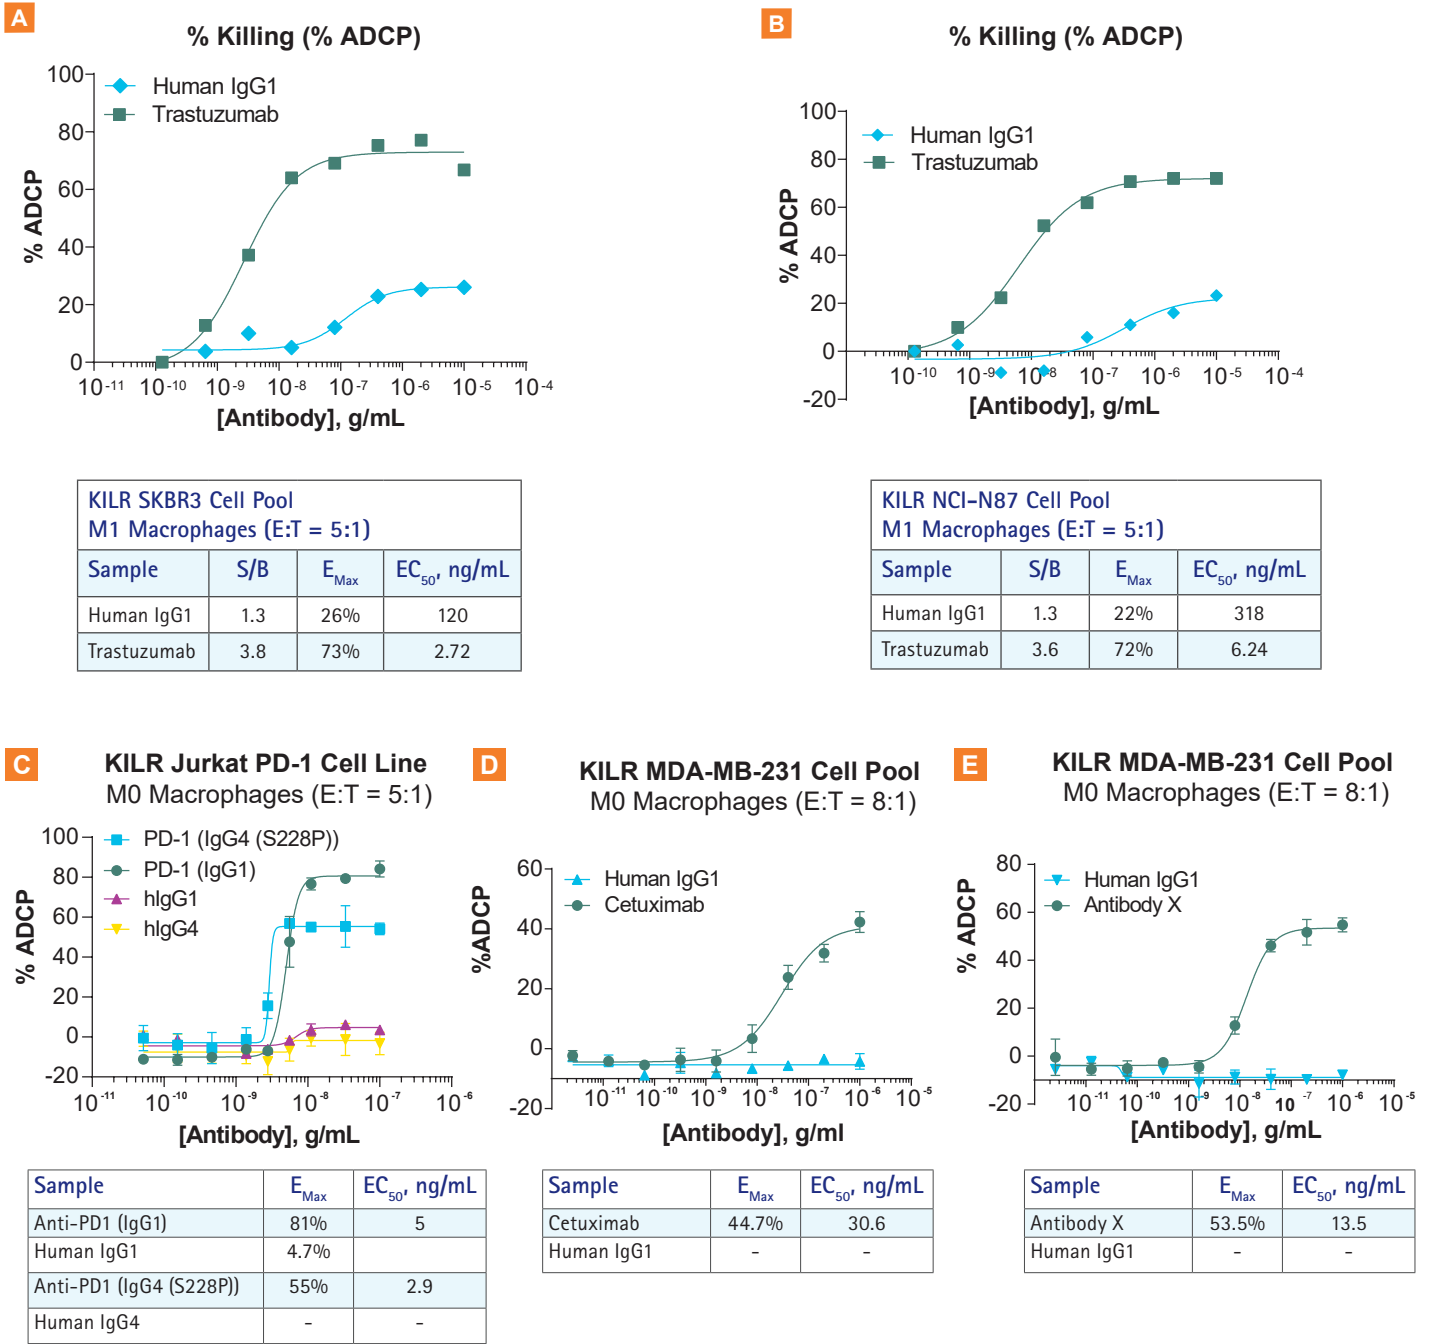 A
% Killing (% ADCP)
Human IgG1
Trastuzumab
100
80
60
40
20
0
% ADCP
10-11 10-10 10-9 10-8 10-7 10-6 10-5 10-4
[Antibody], g/mL
KILR SKBR3 Cell Pool
M1 Macrophages (E:T = 5:1)
Sample S/B EMax EC50, ng/mL
Human IgG1 1.3 26% 120
Trastuzumab 3.8 73% 2.72
B
% Killing (% ADCP)
Human IgG1
Trastuzumab
100
80
60
40
20
0
-20
% ADCP
10-10 10-9 10-8 10-7 10-6 10-5 10-4
[Antibody], g/mL
KILR NCI-N87 Cell Pool
M1 Macrophages (E:T = 5:1)
Sample S/B EMax EC50, ng/mL
Human IgG1 1.3 22% 318
Trastuzumab 3.6 72% 6.24
C
KILR Jurkat PD-1 Cell Line
M0 Macrophages (E:T = 5:1)
PD-1 (IgG4 (S228P))
PD-1 (IgG1)
hIgG1
hIgG4
100
80
60
40
20
0
-20
% ADCP
10-11 10-10 10-9 10-8 10-7 10-6
[Antibody], g/mL
Sample EMax EC50, ng/mL
Anti-PD1 (IgG1) 81% 5
Human IgG1 4.7%
Anti-PD1 (IgG4 (S228P)) 55% 2.9
Human IgG4 - -
D
KILR MDA-MB-231 Cell Pool
M0 Macrophages (E:T = 8:1)
Human IgG1
Cetuximab
60
40
20
0
-20
%ADCP
10-11 10-10 10-9 10-8 10-7 10-6 10-5
[Antibody], g/ml
Sample EMax EC50, ng/mL
Cetuximab 44.7% 30.6
Human IgG1 - -
E
KILR MDA-MB-231 Cell Pool
M0 Macrophages (E:T = 8:1)
Human IgG1
Antibody X
80
60
40
20
0
-20
% ADCP
10-11 10-10 10-9 10-8 10-7 10-6 10-5
[Antibody], g/mL
Sample EMax EC50, ng/mL
Antibody X 53.5% 13.5
Human IgG1 - -